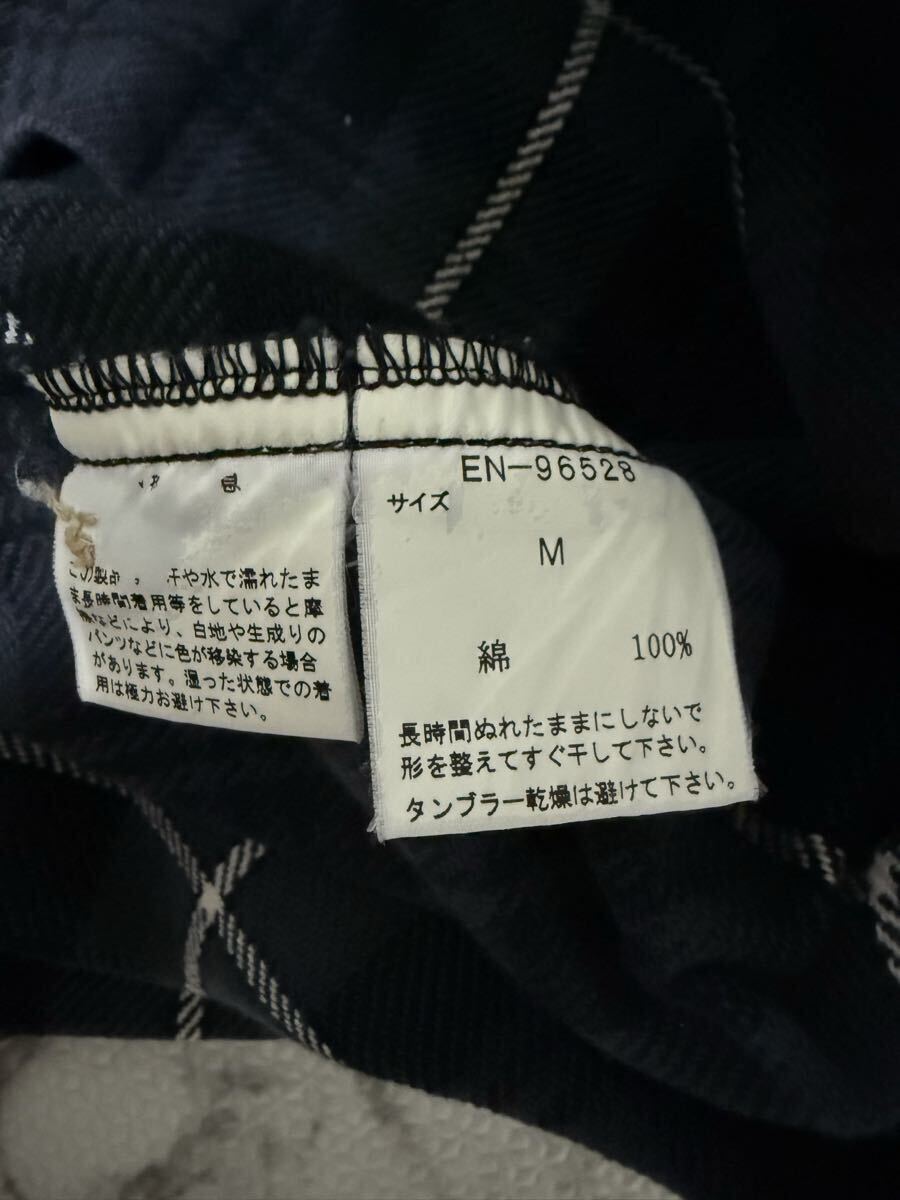 この製品は, 汗や水で濡れたま
ま長時間着用等をしていると摩
擦などにより、白地や生成りの
パンツなどに色が移染する場合
があります。湿った状態での着
用は極力お避け下さい。
EN-96528
サイズ
M
綿 100%
長時間ぬれたままにしないで
形を整えてすぐ干して下さい。
タンブラー乾燥は避けて下さい。